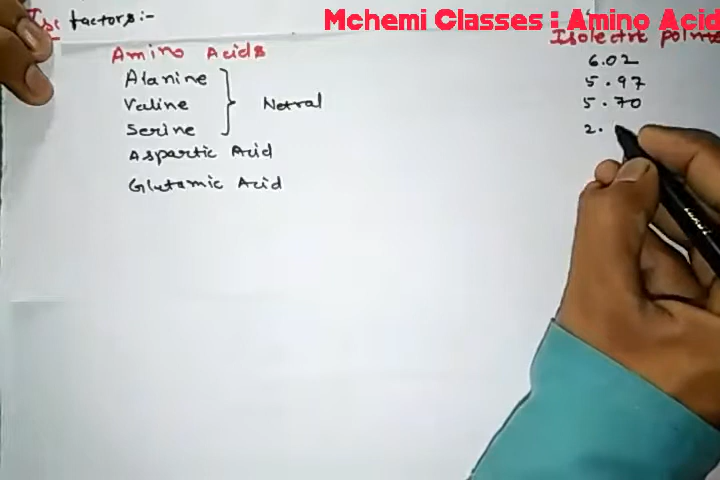 Mchemi Classes : Amino Acid
factors:-
Amino Acids
Isolectric points
Alanine
6.02
Valine
Netral
5.97
Serine
5.70
Aspartic Acid
2.
Glutamic Acid